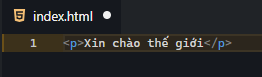 index.html
1 <p>Xin chào thế giới</p>